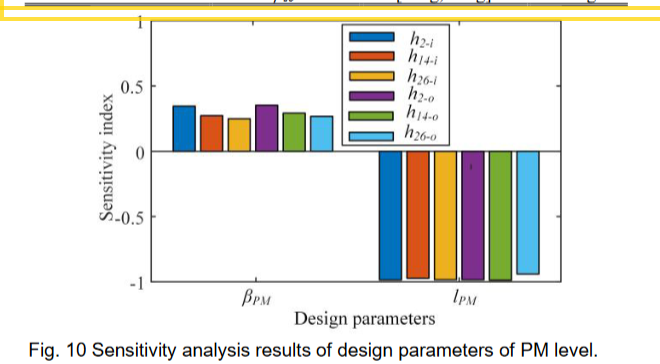 1
h2-i
h14-i
h26-i
h2-o
h14-o
h26-o
0.5
0
-0.5
-1
Sensitivity index
βPM
lPM
Design parameters
Fig. 10 Sensitivity analysis results of design parameters of PM level.